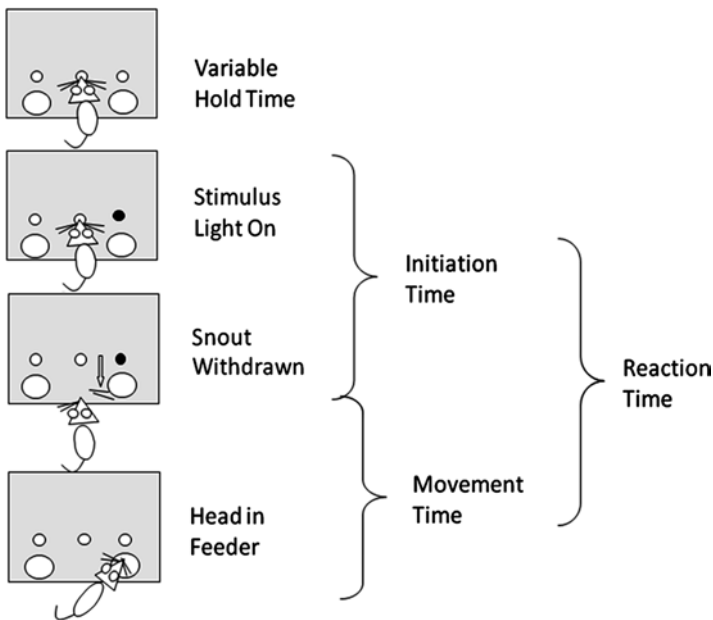 Variable
Hold Time
Stimulus
Light On
Initiation
Time
Snout
Withdrawn
Reaction
Time
Movement
Time
Head in
Feeder